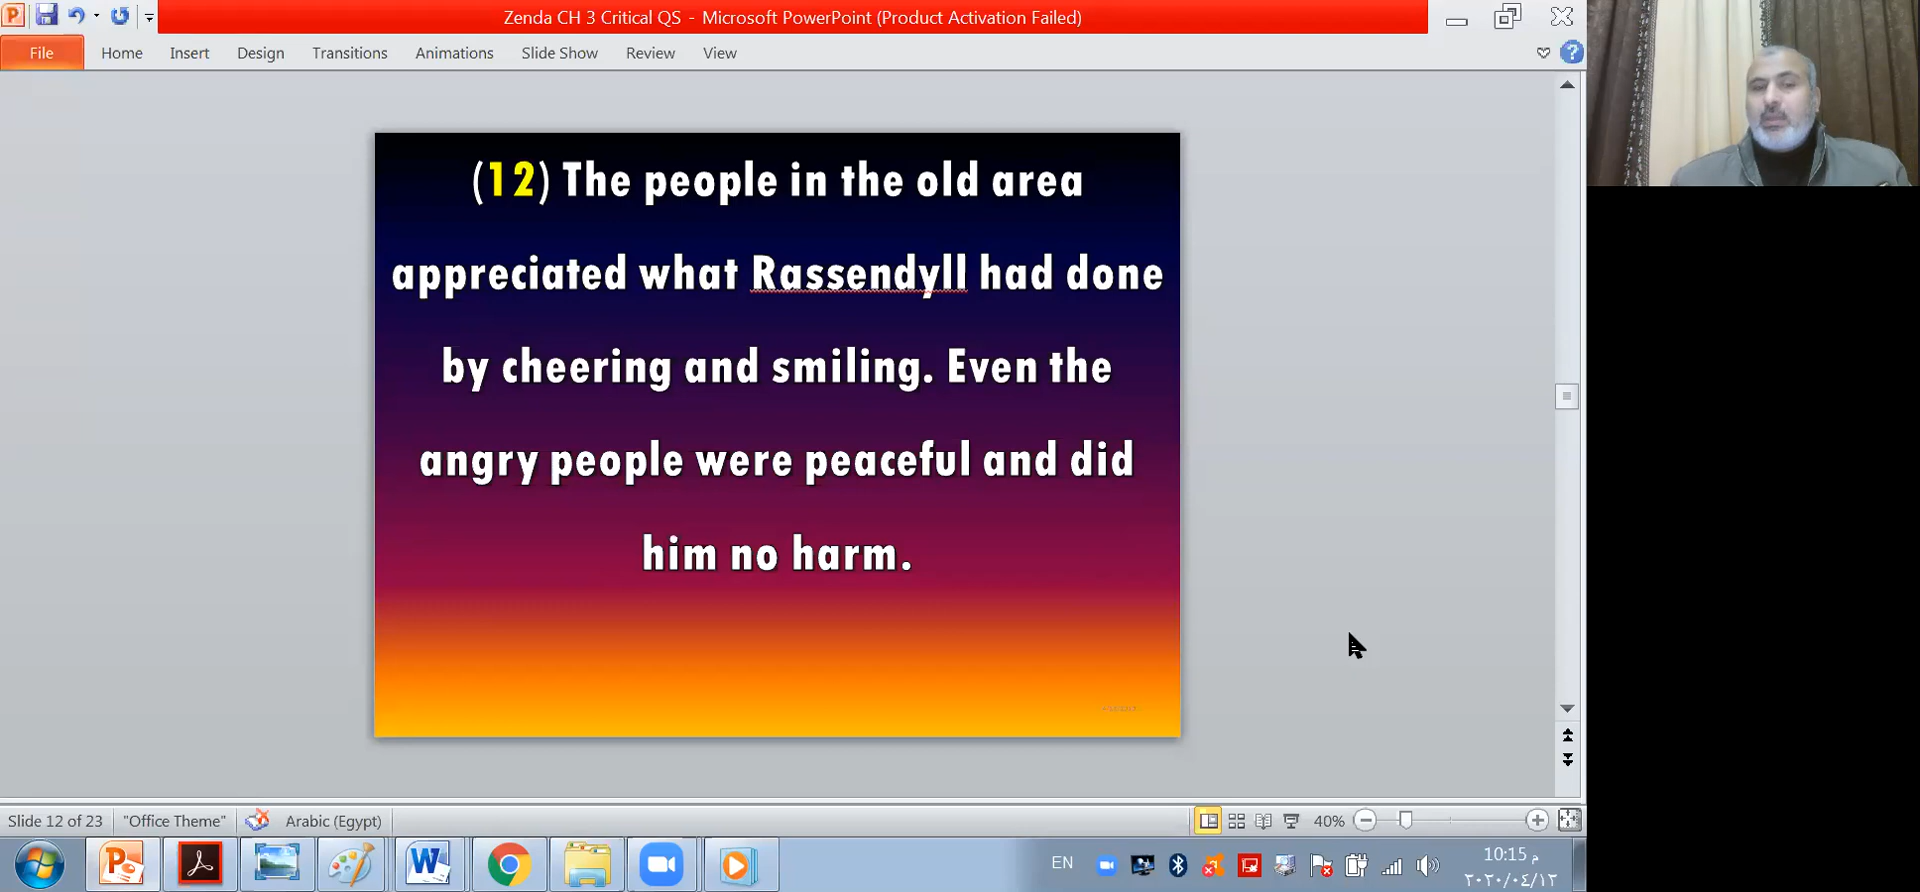 Zenda CH 3 Critical QS - Microsoft PowerPoint (Product Activation Failed)
File Home Insert Design Transitions Animations Slide Show Review View
(12) The people in the old area
appreciated what Rassendyll had done
by cheering and smiling. Even the
angry people were peaceful and did
him no harm.
Slide 12 of 23 "Office Theme" Arabic (Egypt) 40%
EN 10:15 م
٢٠٢٠/٠٤/١٢